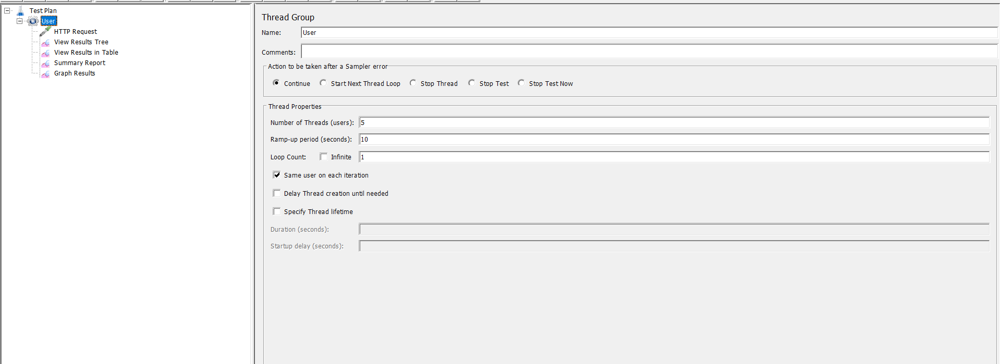 Test Plan
User
HTTP Request
View Results Tree
View Results in Table
Summary Report
Graph Results
Thread Group
Name: User
Comments:
Action to be taken after a Sampler error
Continue Start Next Thread Loop Stop Thread Stop Test Stop Test Now
Thread Properties
Number of Threads (users): 5
Ramp-up period (seconds): 10
Loop Count: Infinite 1
Same user on each iteration
Delay Thread creation until needed
Specify Thread lifetime
Duration (seconds):
Startup delay (seconds):